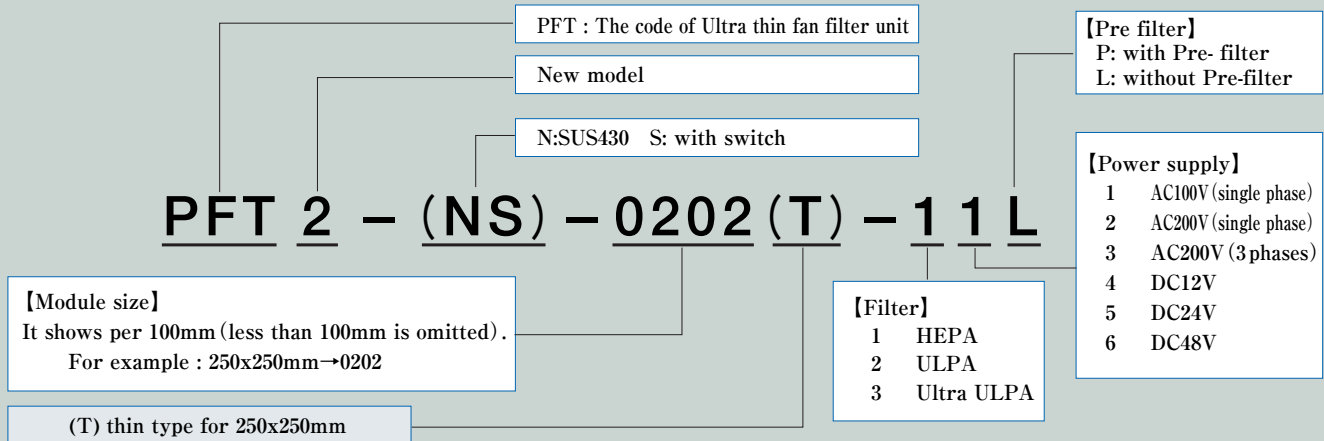 PFT : The code of Ultra thin fan filter unit
New model
N:SUS430 S: with switch
【Pre filter】
P: with Pre- filter
L: without Pre-filter
PFT 2 - (NS) - 0202 (T) - 1 1 L
【Power supply】
1 AC100V (single phase)
2 AC200V (single phase)
3 AC200V (3 phases)
4 DC12V
5 DC24V
6 DC48V
【Module size】
It shows per 100mm (less than 100mm is omitted).
For example : 250x250mm→0202
【Filter】
1 HEPA
2 ULPA
3 Ultra ULPA
(T) thin type for 250x250mm